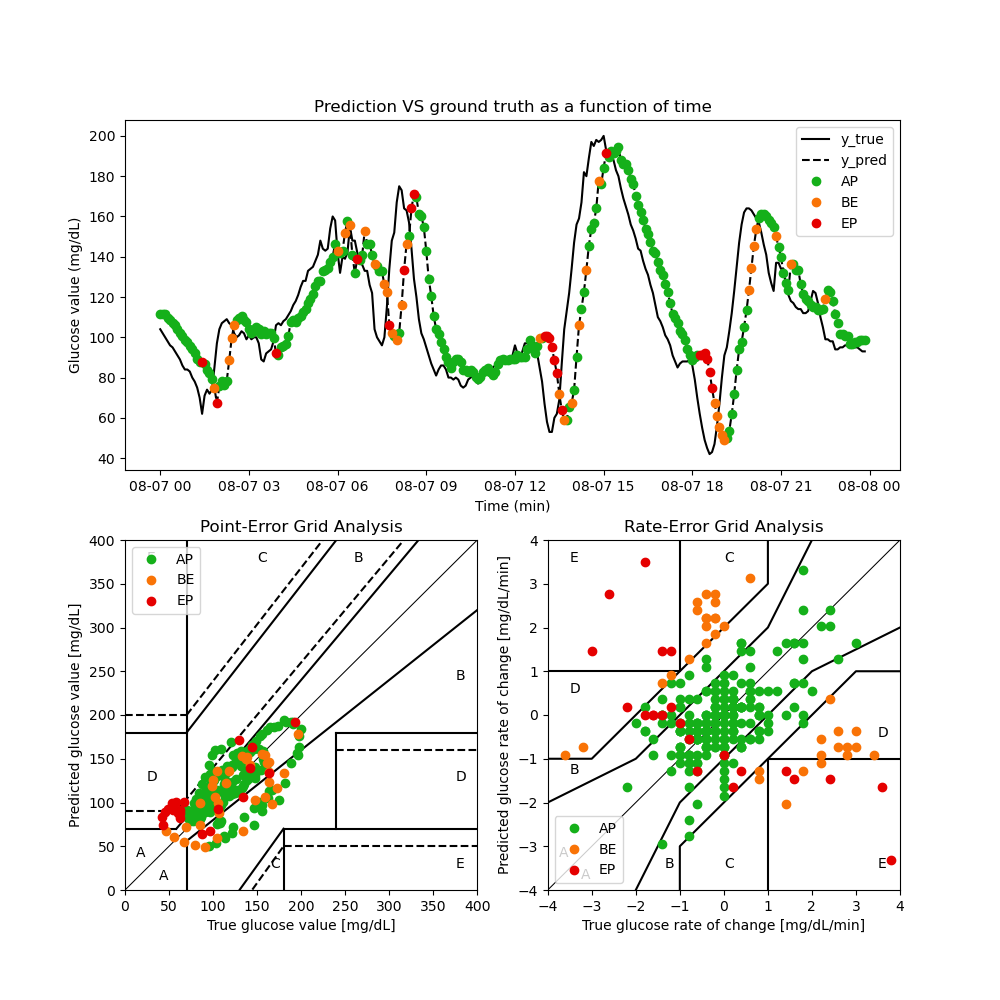 Prediction VS ground truth as a function of time
Glucose value (mg/dL)
200
180
160
140
120
100
80
60
40
y_true
y_pred
AP
BE
EP
08-07 00 08-07 03 08-07 06 08-07 09 08-07 12 08-07 15 08-07 18 08-07 21 08-08 00
Time (min)
Point-Error Grid Analysis
Predicted glucose value [mg/dL]
400
350
300
250
200
150
100
50
0
AP
BE
EP
C B
B
D D
A
A
C E
0 50 100 150 200 250 300 350 400
True glucose value [mg/dL]
Rate-Error Grid Analysis
Predicted glucose rate of change [mg/dL/min]
4
3
2
1
0
−1
−2
−3
−4
E C
D
D
B
AP
BE
EP
A
A
B C E
−4 −3 −2 −1 0 1 2 3 4
True glucose rate of change [mg/dL/min]